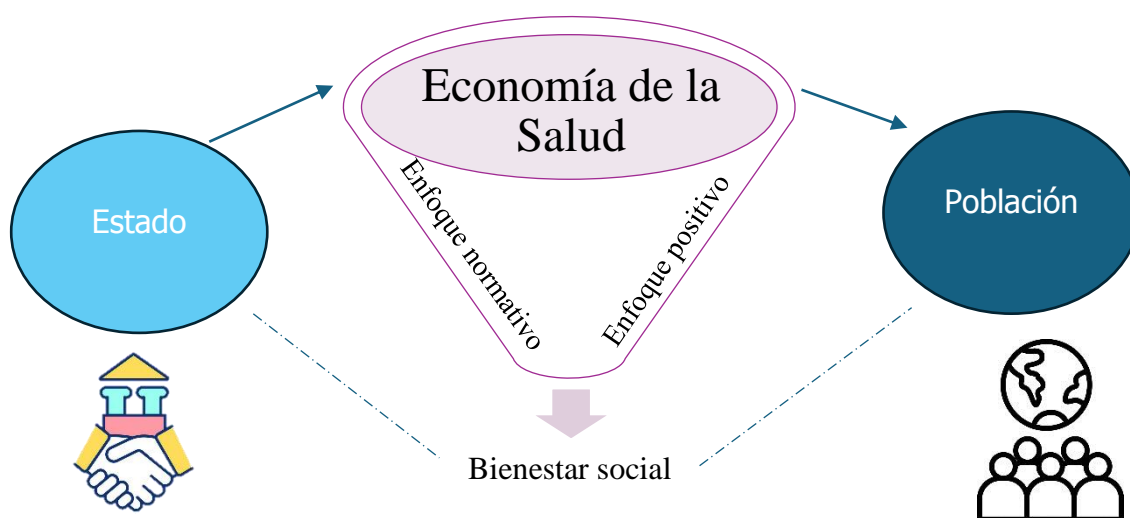 Economía de la
Salud
Estado
Población
Enfoque normativo
Enfoque positivo
Bienestar social